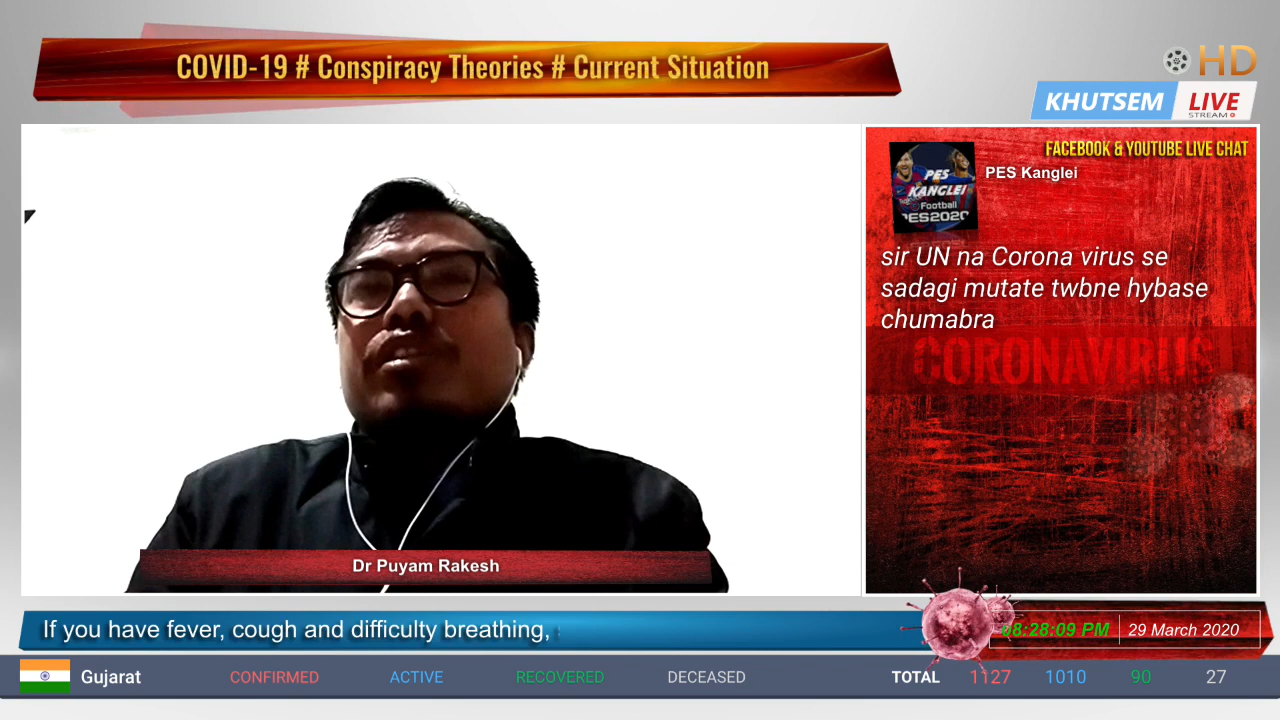 COVID-19 # Conspiracy Theories # Current Situation
HD
KHUTSEM LIVE
STREAM
FACEBOOK & YOUTUBE LIVE CHAT
PES
KANGLEI
Football
PES2020
PES Kanglei
sir UN na Corona virus se
sadagi mutate twbne hybase
chumabra
CORONAVIRUS
Dr Puyam Rakesh
If you have fever, cough and difficulty breathing,
08:28:09 PM 29 March 2020
Gujarat CONFIRMED ACTIVE RECOVERED DECEASED TOTAL 1127 1010 90 27